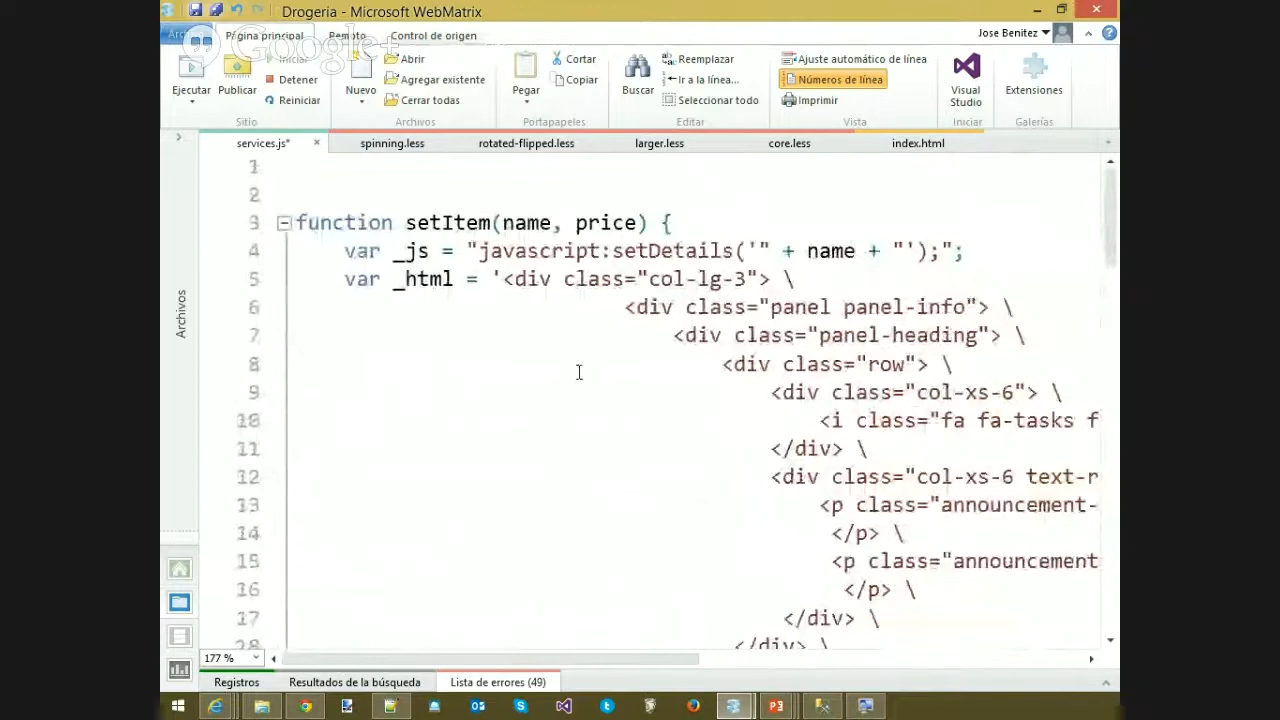 Drogeria - Microsoft WebMatrix
Archivo Página principal Remoto Control de origen
Google+
Jose Benitez
Ejecutar
Publicar
Iniciar
Detener
Reiniciar
Sitio
Nuevo
Abrir
Agregar existente
Cerrar todas
Archivos
Pegar
Cortar
Copiar
Portapapeles
Buscar
Reemplazar
Ir a la línea...
Seleccionar todo
Editar
Ajuste automático de línea
Números de línea
Imprimir
Vista
Visual Studio
Iniciar
Extensiones
Galerías
services.js* spinning.less rotated-flipped.less larger.less core.less index.html
Archivos
1
2
3 function setItem(name, price) {
4 var _js = "javascript:setDetails('" + name + "');";
5 var _html = '<div class="col-lg-3"> \
6 <div class="panel panel-info"> \
7 <div class="panel-heading"> \
8 <div class="row"> \
9 <div class="col-xs-6"> \
10 <i class="fa fa-tasks f
11 </div> \
12 <div class="col-xs-6 text-r
13 <p class="announcement-
14 </p> \
15 <p class="announcement
16 </p> \
17 </div> \
18 </div> \
177 %
Registros Resultados de la búsqueda Lista de errores (49)